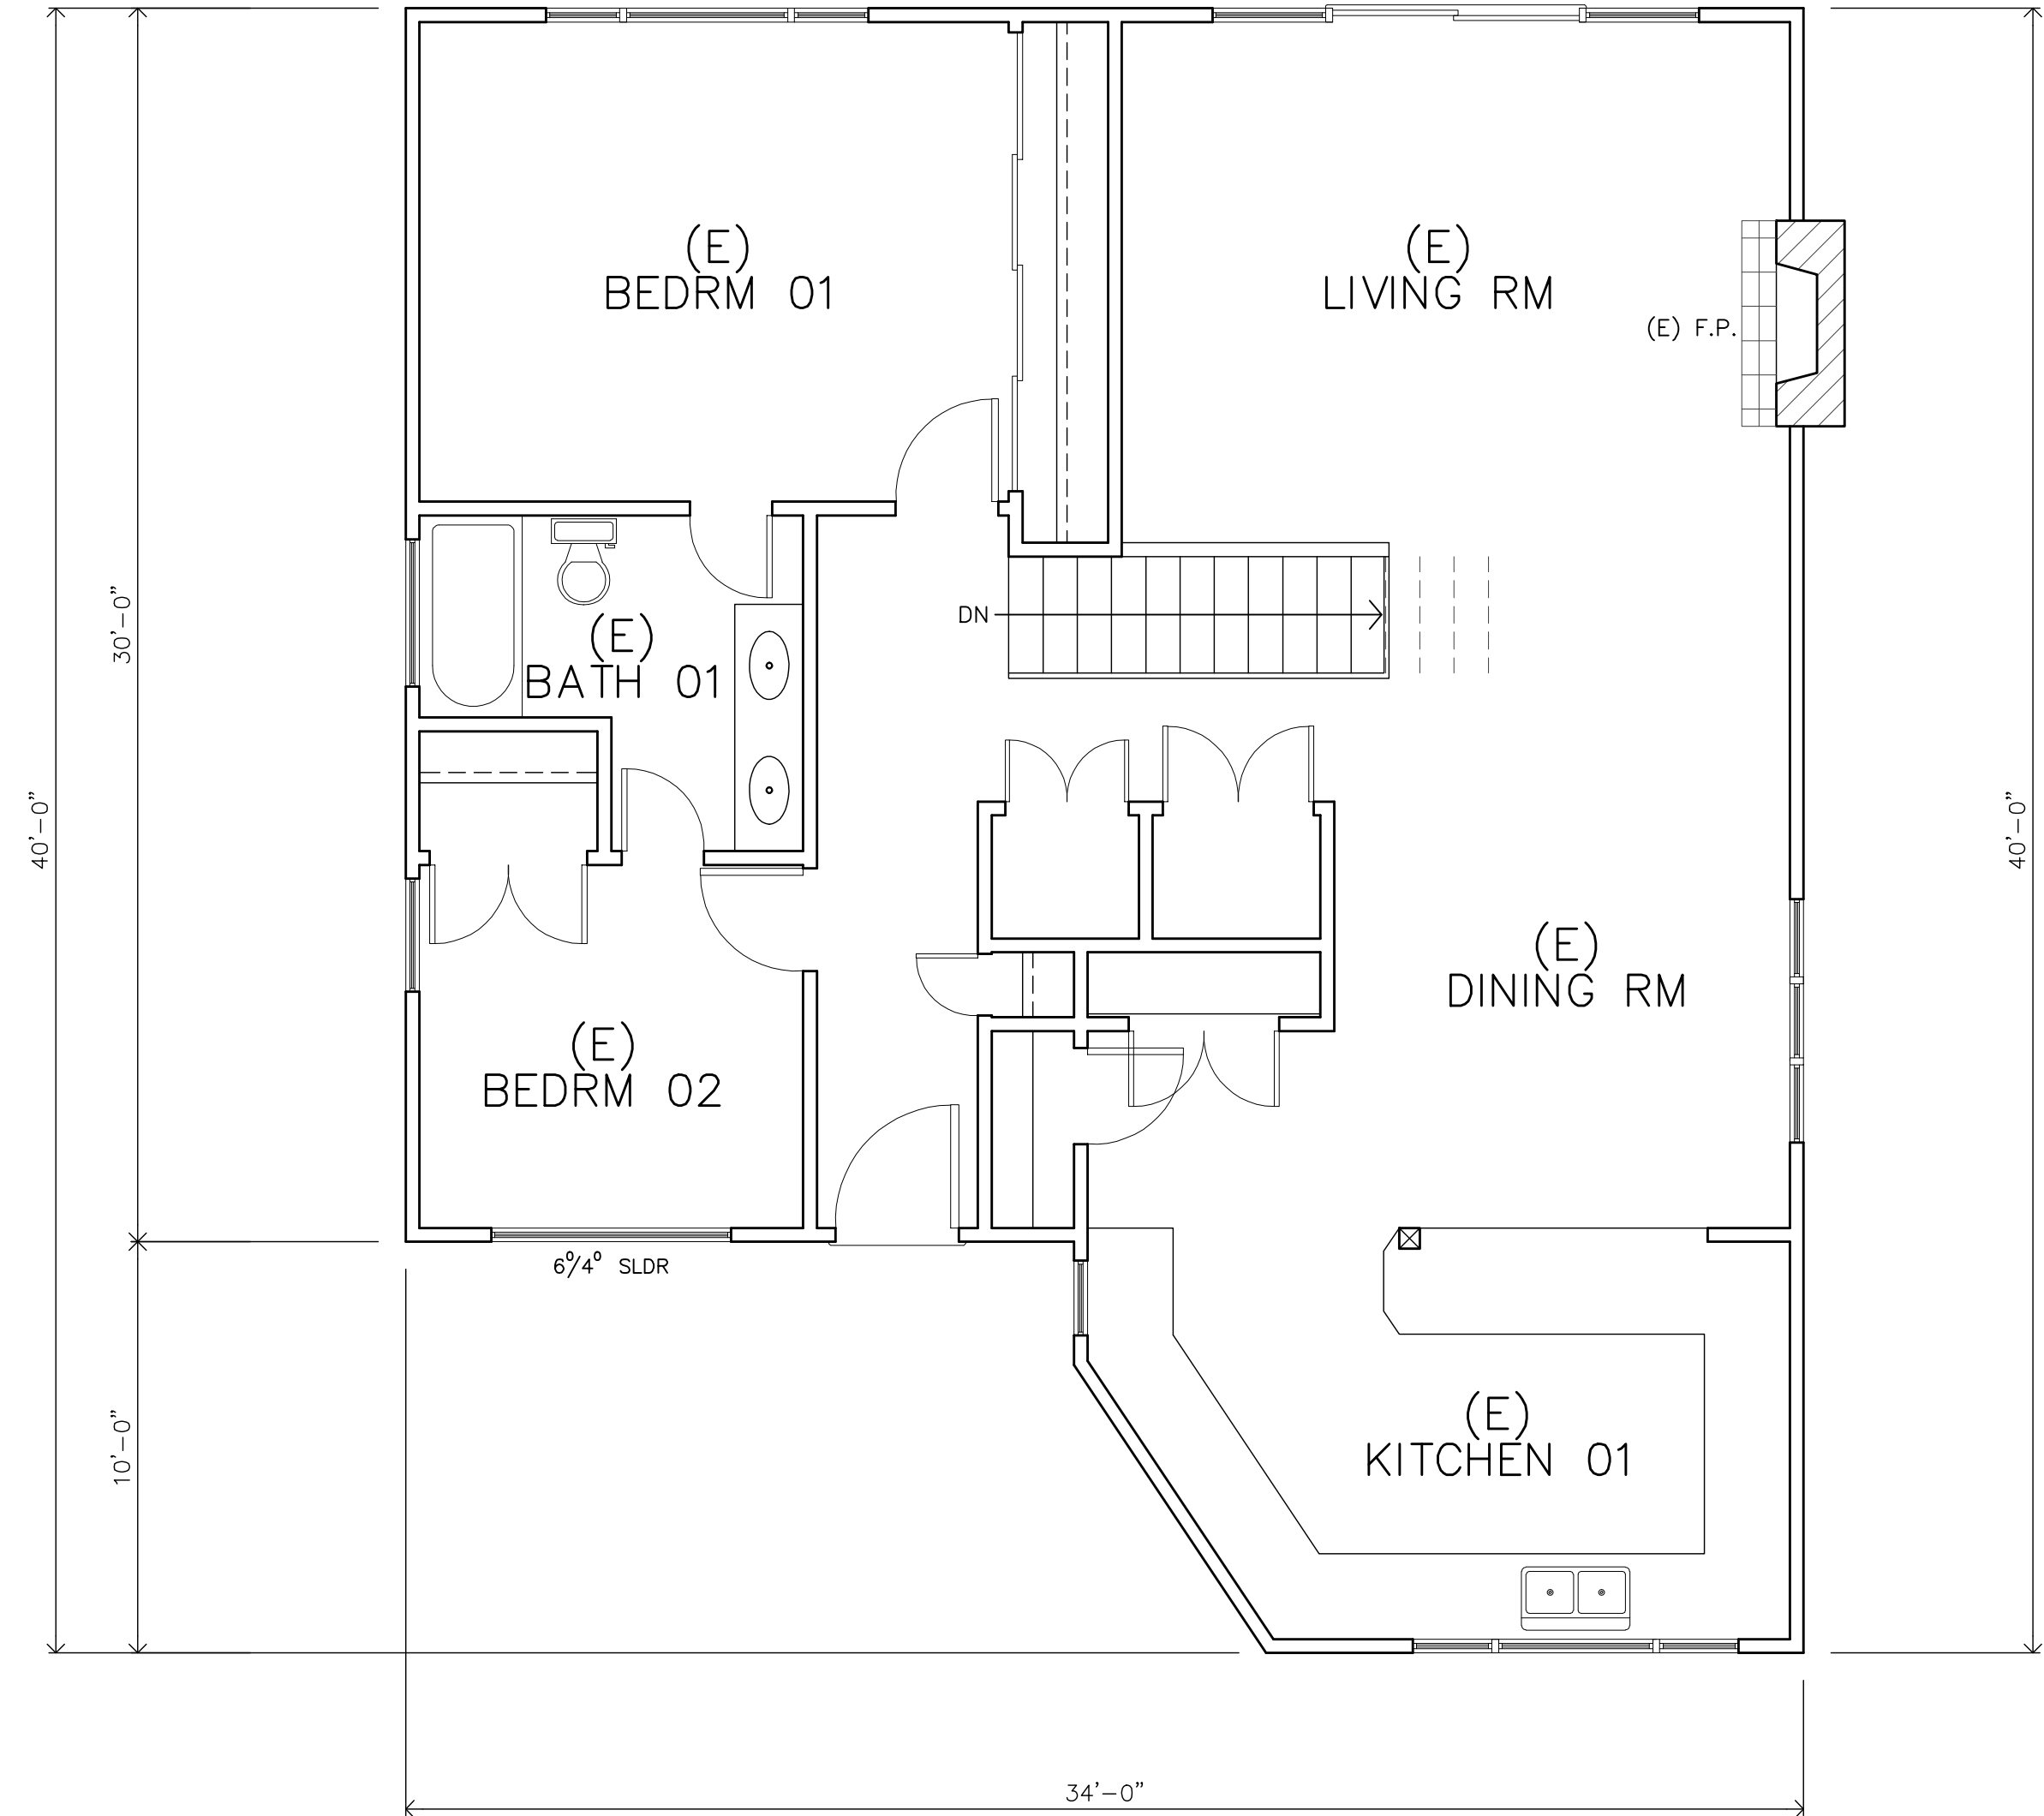 (E)
BEDRM 01
(E)
LIVING RM
(E) F.P.
30'-0"
DN
(E)
BATH 01
40'-0"
40'-0"
(E)
DINING RM
(E)
BEDRM 02
6⁰/4⁰ SLDR
10'-0"
(E)
KITCHEN 01
34'-0"